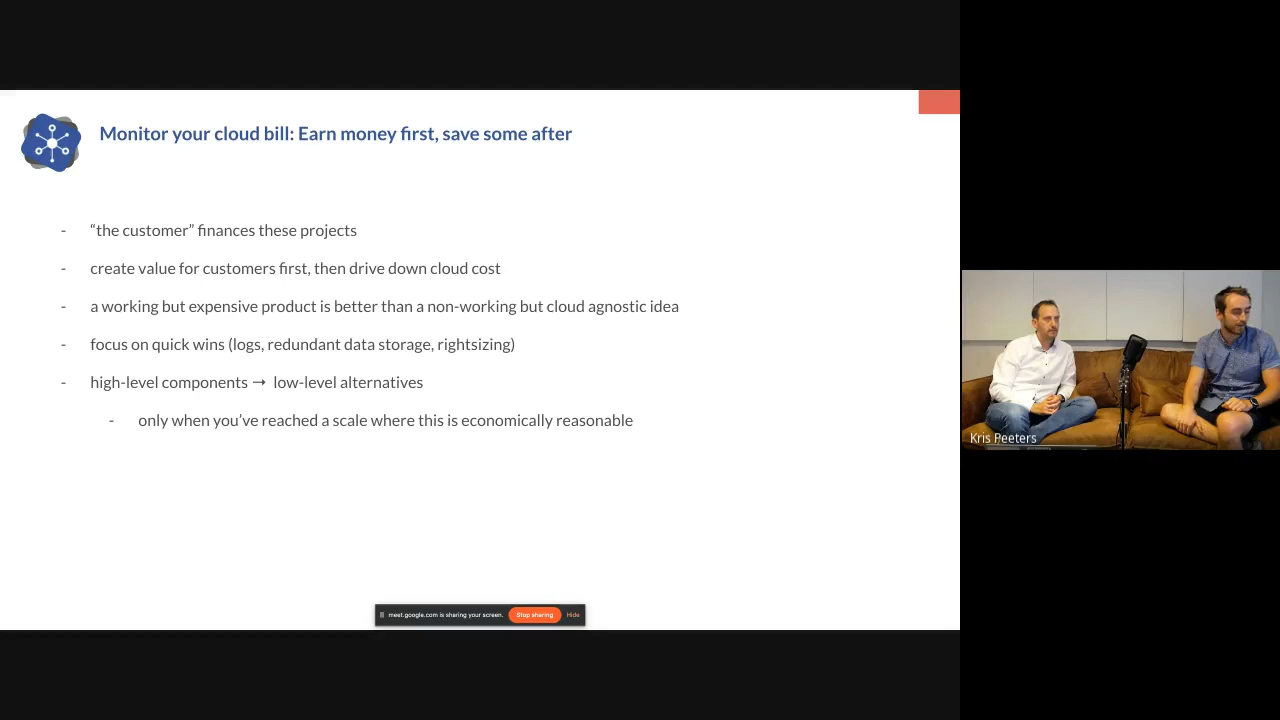 Monitor your cloud bill: Earn money first, save some after
- “the customer” finances these projects
- create value for customers first, then drive down cloud cost
- a working but expensive product is better than a non-working but cloud agnostic idea
- focus on quick wins (logs, redundant data storage, rightsizing)
- high-level components → low-level alternatives
- only when you’ve reached a scale where this is economically reasonable
Kris Peeters
meet.google.com is sharing your screen. Stop sharing Hide